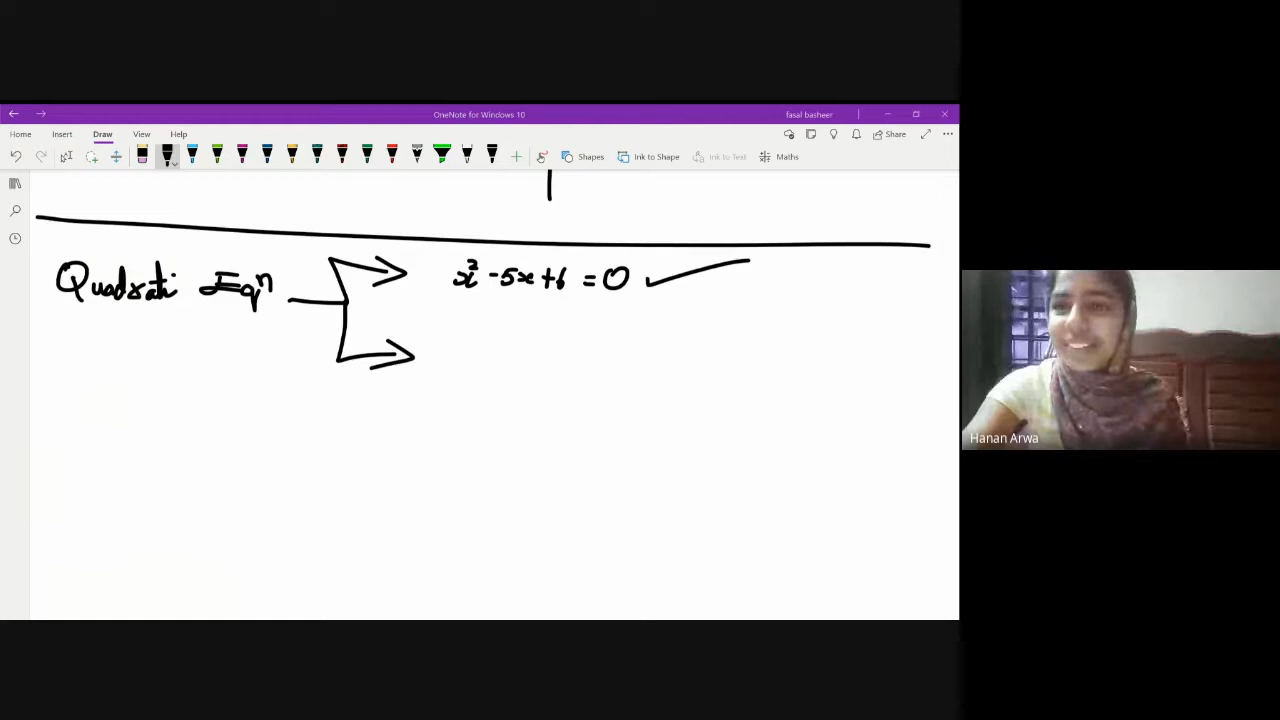 OneNote for Windows 10
fasal basheer
Home Insert Draw View Help
Share
Shapes Ink to Shape Ink to Text Maths
Quadrati Eqⁿ
x² -5x +6 = 0
Hanan Arwa